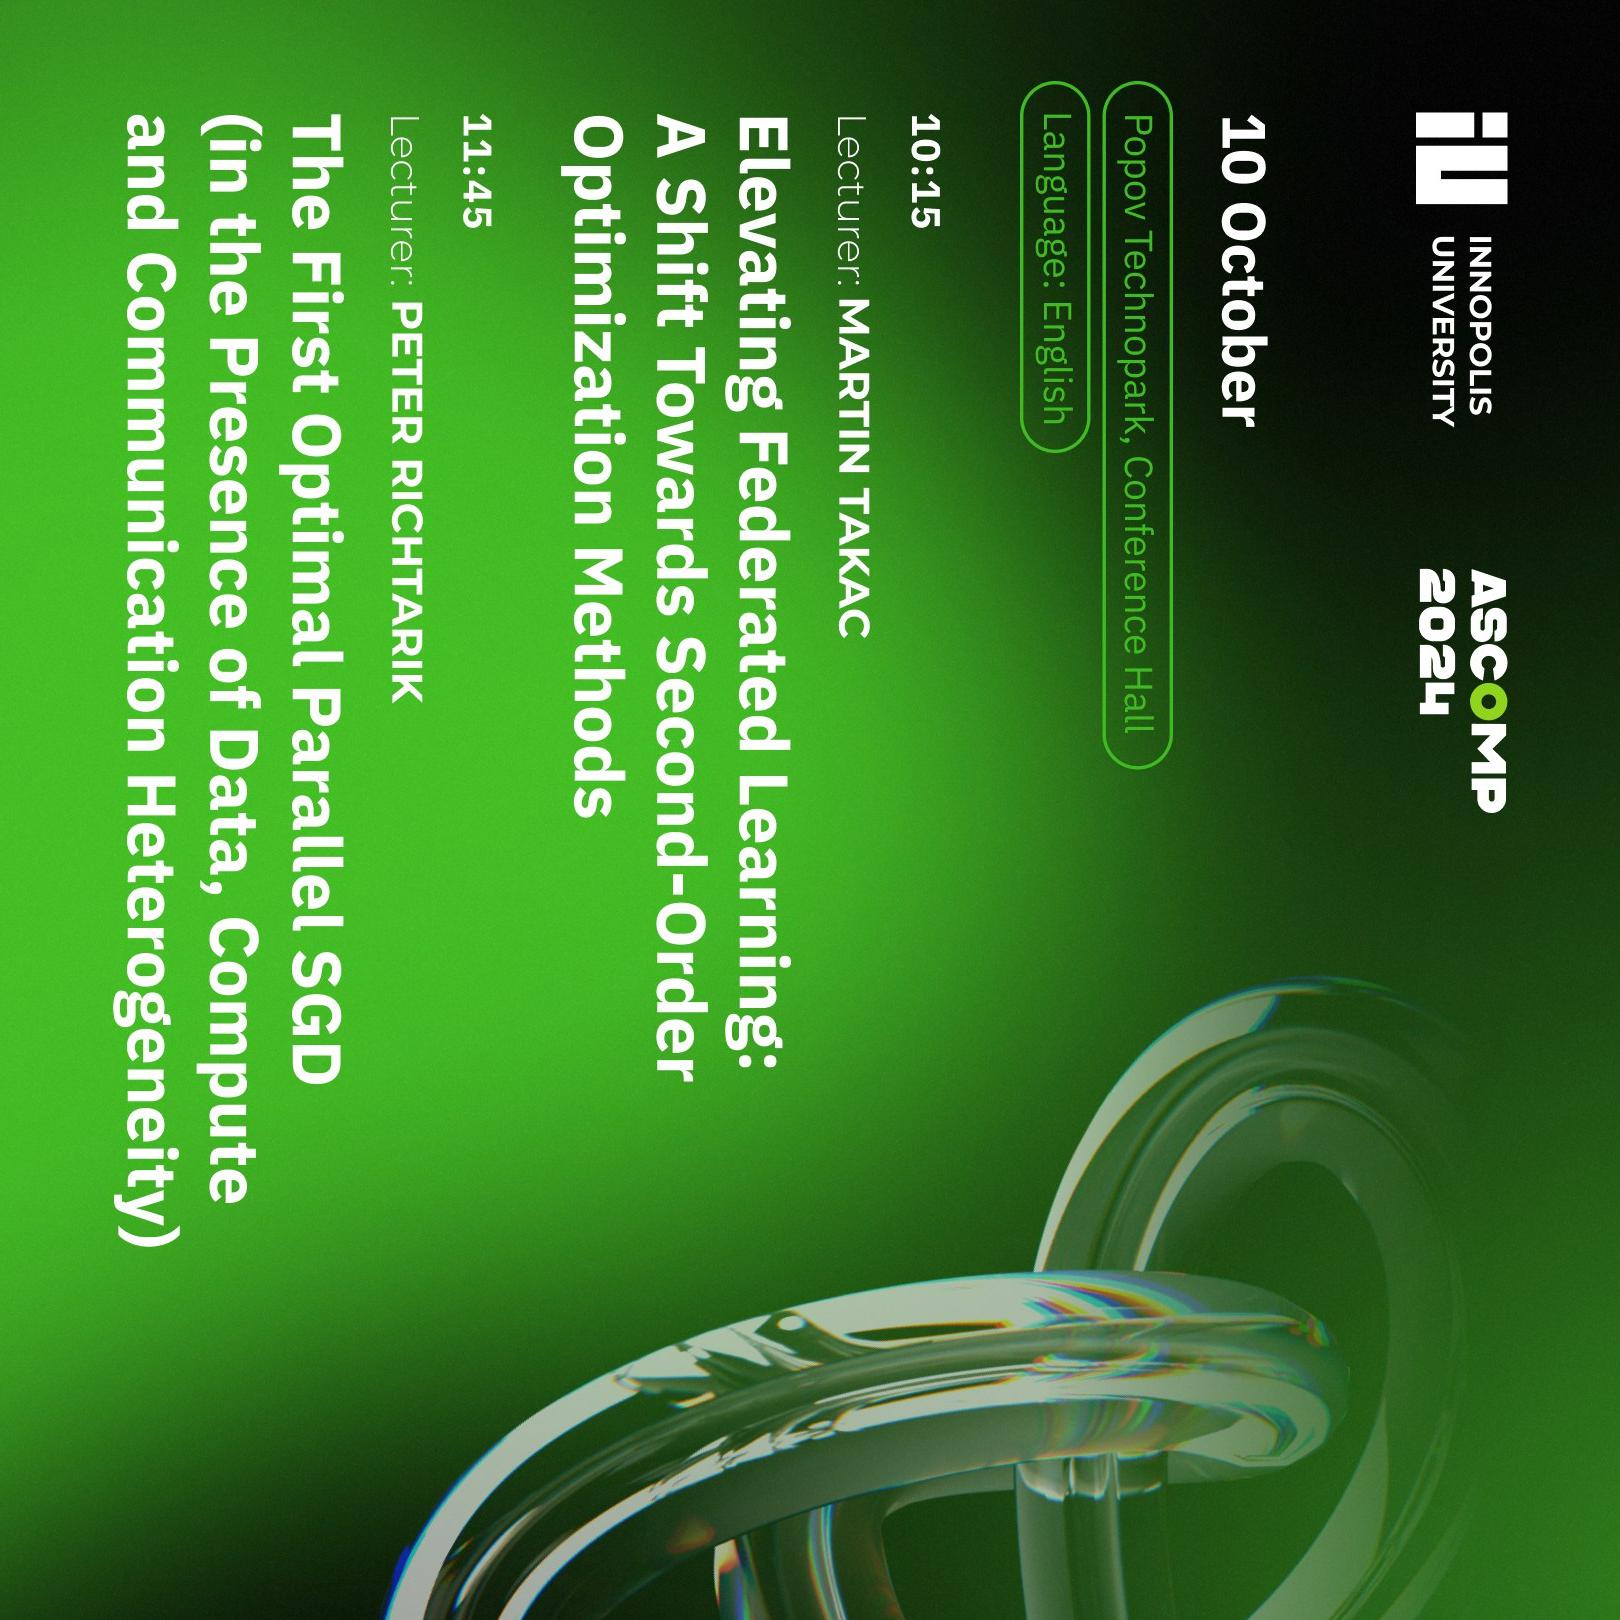 INNOPOLIS
UNIVERSITY
ASCOMP
2024
10 October
Popov Technopark, Conference Hall
Language: English
10:15
Lecturer: MARTIN TAKAC
Elevating Federated Learning:
A Shift Towards Second-Order
Optimization Methods
11:45
Lecturer: PETER RICHTARIK
The First Optimal Parallel SGD
(in the Presence of Data, Compute
and Communication Heterogeneity)